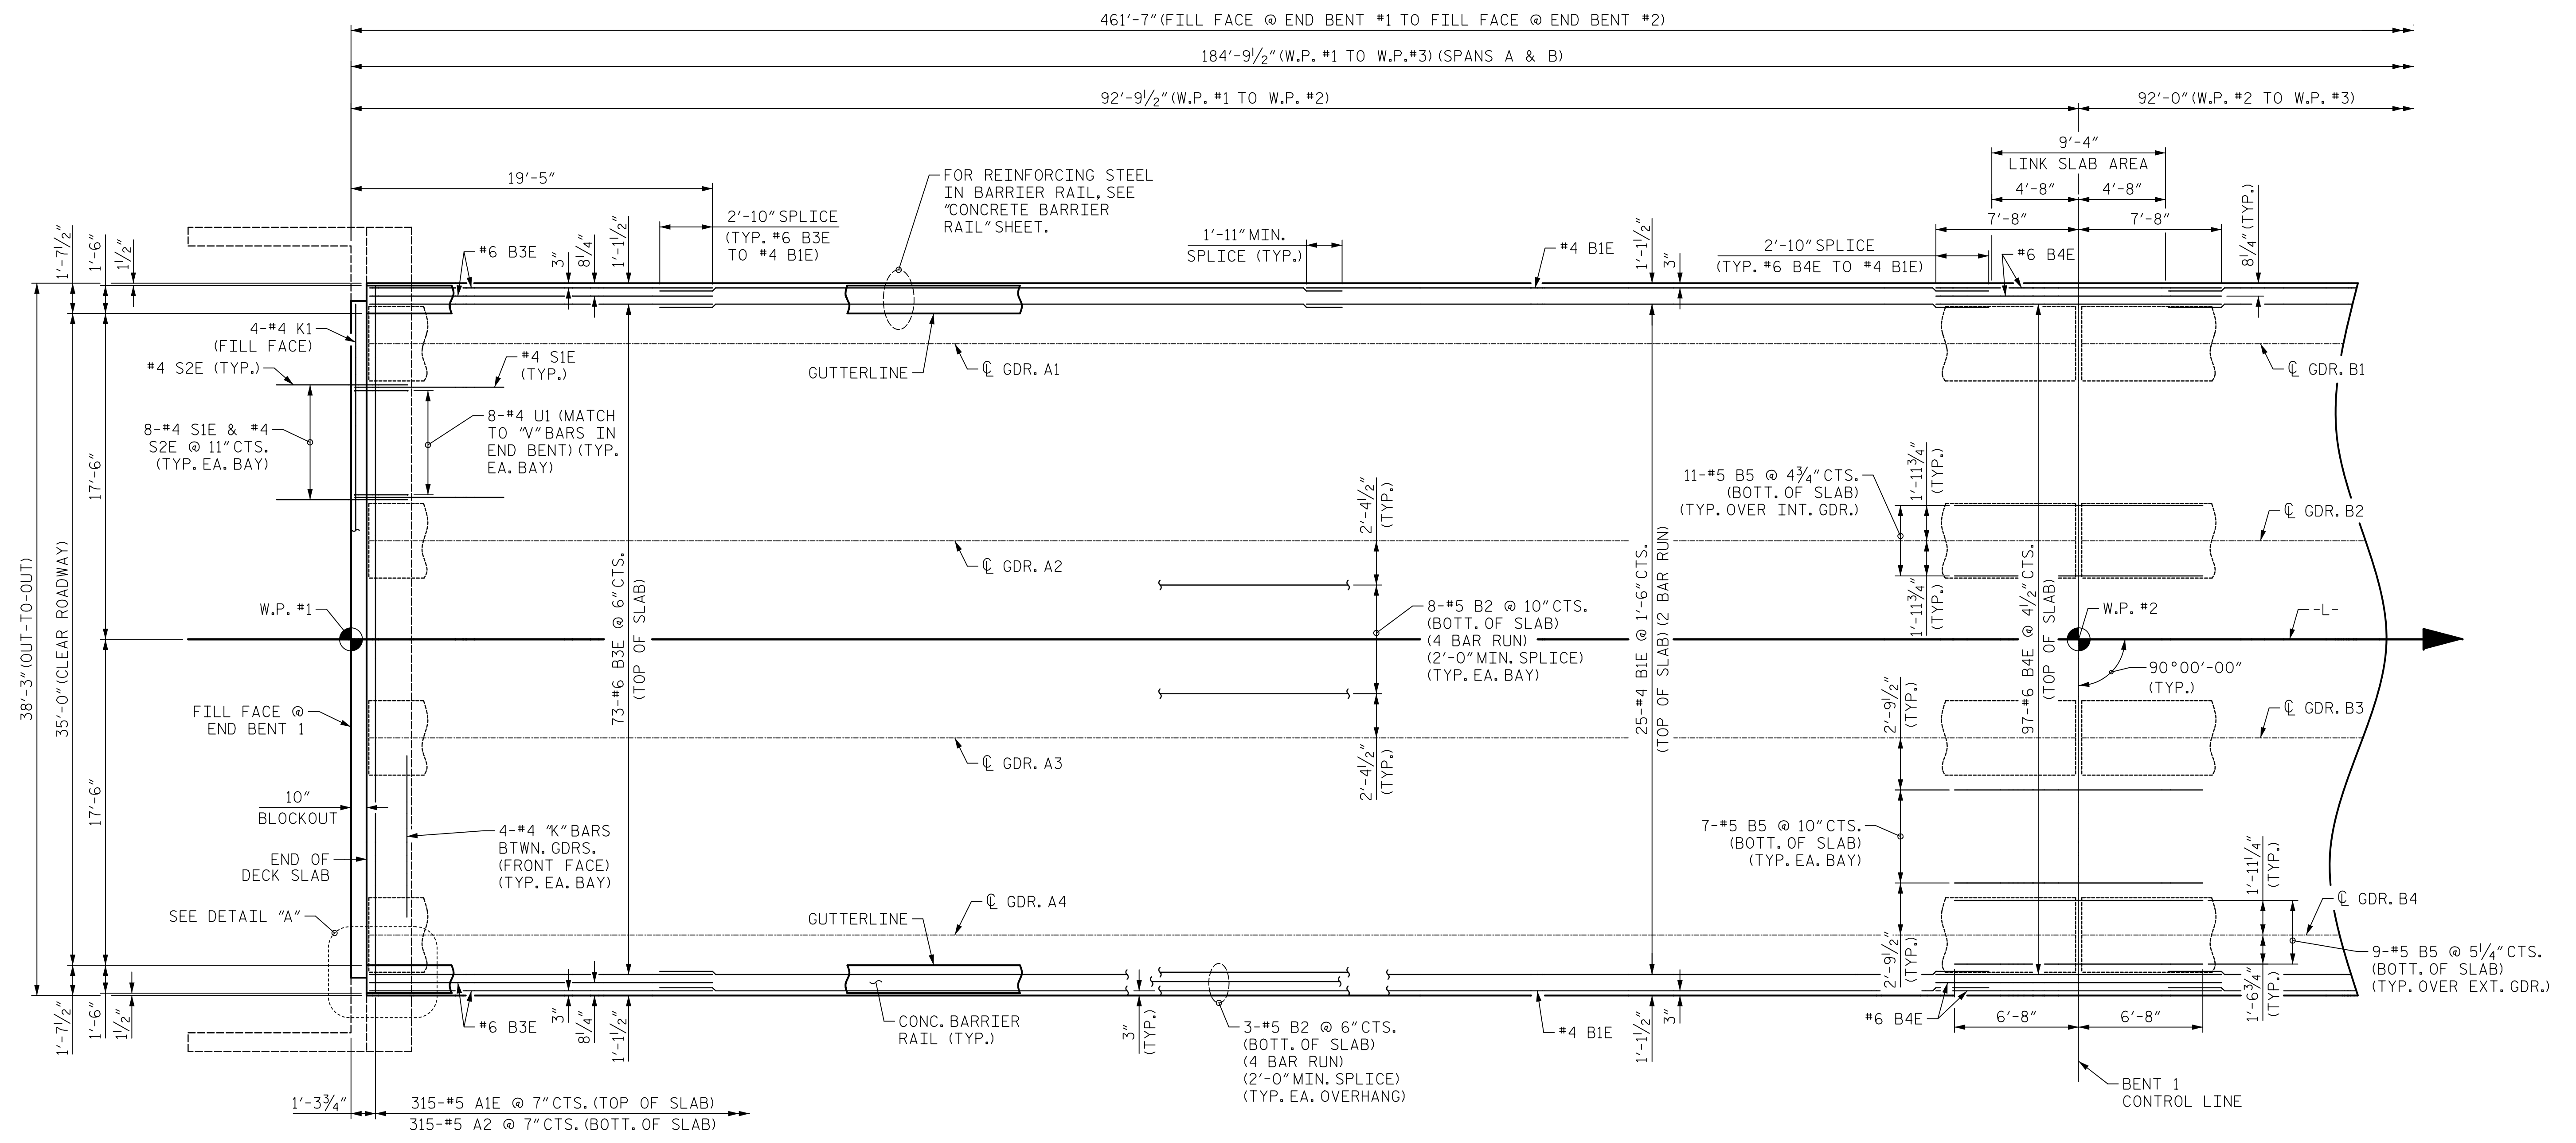 461'-7" (FILL FACE @ END BENT #1 TO FILL FACE @ END BENT #2)
184'-9½" (W.P. #1 TO W.P.#3) (SPANS A & B)
92'-9½" (W.P. #1 TO W.P. #2)
92'-0" (W.P. #2 TO W.P. #3)
9'-4"
LINK SLAB AREA
4'-8"
4'-8"
7'-8"
7'-8"
8¼" (TYP.)
19'-5"
2'-10" SPLICE
(TYP. #6 B3E
TO #4 B1E)
FOR REINFORCING STEEL
IN BARRIER RAIL, SEE
"CONCRETE BARRIER
RAIL" SHEET.
1'-11" MIN.
SPLICE (TYP.)
#4 B1E
1'-1½"
3"
2'-10" SPLICE
(TYP. #6 B4E TO #4 B1E)
#6 B4E
1'-7½"
1'-6"
1½"
#6 B3E
3"
8¼"
1'-1½"
4-#4 K1
(FILL FACE)
#4 S2E (TYP.)
#4 S1E
(TYP.)
GUTTERLINE
℄ GDR. A1
℄ GDR. B1
8-#4 S1E & #4
S2E @ 11" CTS.
(TYP. EA. BAY)
8-#4 U1 (MATCH
TO "V" BARS IN
END BENT) (TYP.
EA. BAY)
17'-6"
38'-3" (OUT-TO-OUT)
35'-0" (CLEAR ROADWAY)
11-#5 B5 @ 4¾" CTS.
(BOTT. OF SLAB)
(TYP. OVER INT. GDR.)
1'-11¾"
(TYP.)
1'-11¾"
(TYP.)
℄ GDR. A2
℄ GDR. B2
2'-4½"
(TYP.)
73-#6 B3E @ 6" CTS.
(TOP OF SLAB)
W.P. #1
8-#5 B2 @ 10" CTS.
(BOTT. OF SLAB)
(4 BAR RUN)
(2'-0" MIN. SPLICE)
(TYP. EA. BAY)
25-#4 B1E @ 1'-6" CTS.
(TOP OF SLAB) (2 BAR RUN)
97-#6 B4E @ 4½" CTS.
(TOP OF SLAB)
W.P. #2
-L-
90°00'-00"
(TYP.)
FILL FACE @
END BENT 1
℄ GDR. A3
℄ GDR. B3
2'-4½"
(TYP.)
2'-9½"
(TYP.)
17'-6"
10"
BLOCKOUT
END OF
DECK SLAB
4-#4 "K" BARS
BTWN. GDRS.
(FRONT FACE)
(TYP. EA. BAY)
7-#5 B5 @ 10" CTS.
(BOTT. OF SLAB)
(TYP. EA. BAY)
1'-11¼"
(TYP.)
SEE DETAIL "A"
GUTTERLINE
℄ GDR. A4
℄ GDR. B4
2'-9½"
(TYP.)
9-#5 B5 @ 5¼" CTS.
(BOTT. OF SLAB)
(TYP. OVER EXT. GDR.)
1'-6¾"
(TYP.)
1'-7½"
1'-6"
1½"
#6 B3E
3"
8¼"
1'-1½"
CONC. BARRIER
RAIL (TYP.)
3"
(TYP.)
3-#5 B2 @ 6" CTS.
(BOTT. OF SLAB)
(4 BAR RUN)
(2'-0" MIN. SPLICE)
(TYP. EA. OVERHANG)
#4 B1E
1'-1½"
3"
#6 B4E
6'-8"
6'-8"
BENT 1
CONTROL LINE
1'-3¾"
315-#5 A1E @ 7" CTS. (TOP OF SLAB)
315-#5 A2 @ 7" CTS. (BOTT. OF SLAB)